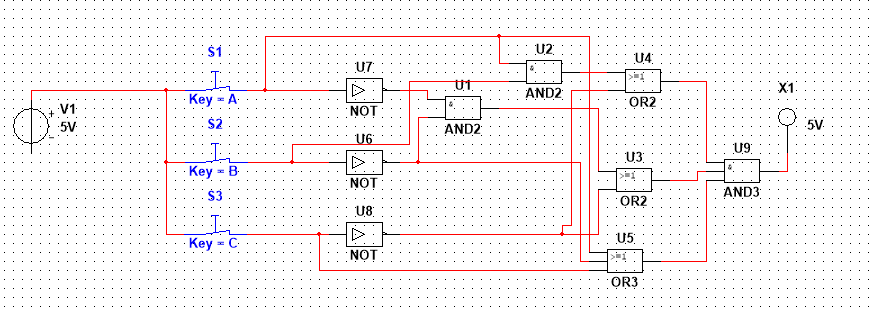 S1
Key = A
S2
Key = B
S3
Key = C
V1
5V
+
−
U7
NOT
U6
NOT
U8
NOT
U1
&
AND2
U2
&
AND2
U4
>=1
OR2
U3
>=1
OR2
U5
>=1
OR3
U9
&
AND3
X1
5V